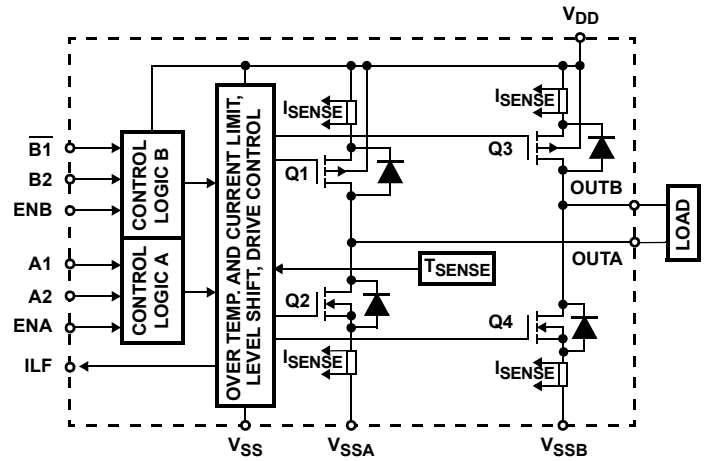 VDD
ISENSE
ISENSE
B1
B2
ENB
CONTROL
LOGIC B
A1
A2
ENA
CONTROL
LOGIC A
ILF
OVER TEMP. AND CURRENT LIMIT,
LEVEL SHIFT, DRIVE CONTROL
Q1
Q3
OUTB
LOAD
OUTA
TSENSE
Q2
Q4
ISENSE
ISENSE
VSS
VSSA
VSSB